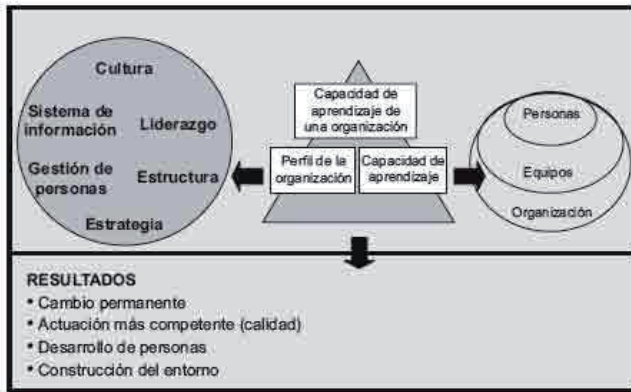 Cultura
Sistema de
información
Liderazgo
Gestión de
personas
Estructura
Estrategia
Capacidad de
aprendizaje de
una organización
Perfil de la
organización
Capacidad de
aprendizaje
Personas
Equipos
Organización
RESULTADOS
• Cambio permanente
• Actuación más competente (calidad)
• Desarrollo de personas
• Construcción del entorno